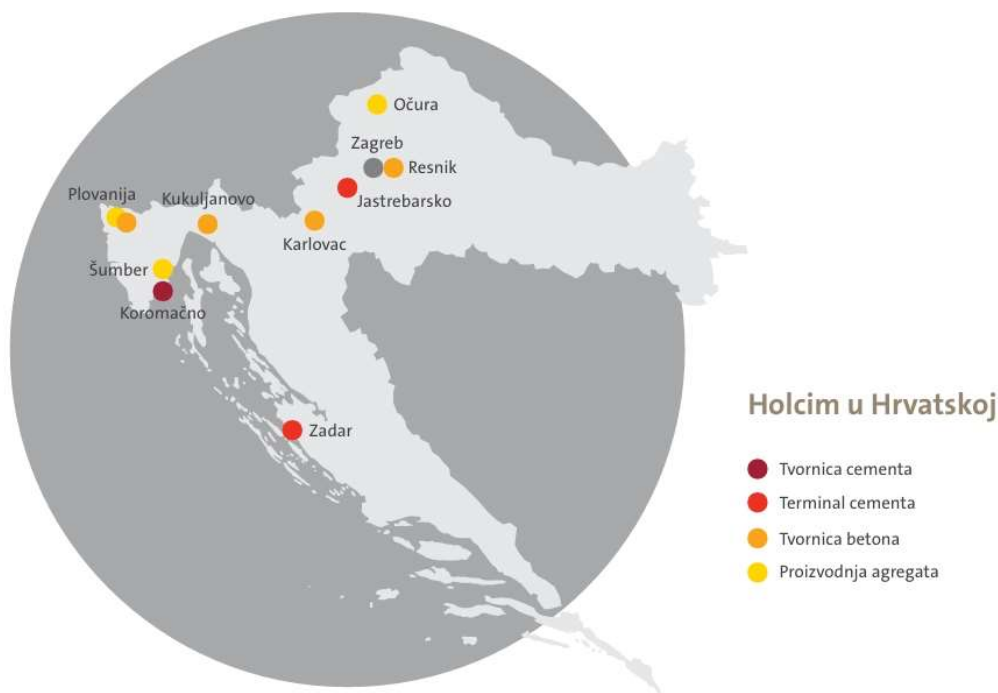 Očura
Zagreb
Resnik
Jastrebarsko
Plovanija
Kukuljanovo
Karlovac
Šumber
Koromačno
Zadar
Holcim u Hrvatskoj
Tvornica cementa
Terminal cementa
Tvornica betona
Proizvodnja agregata